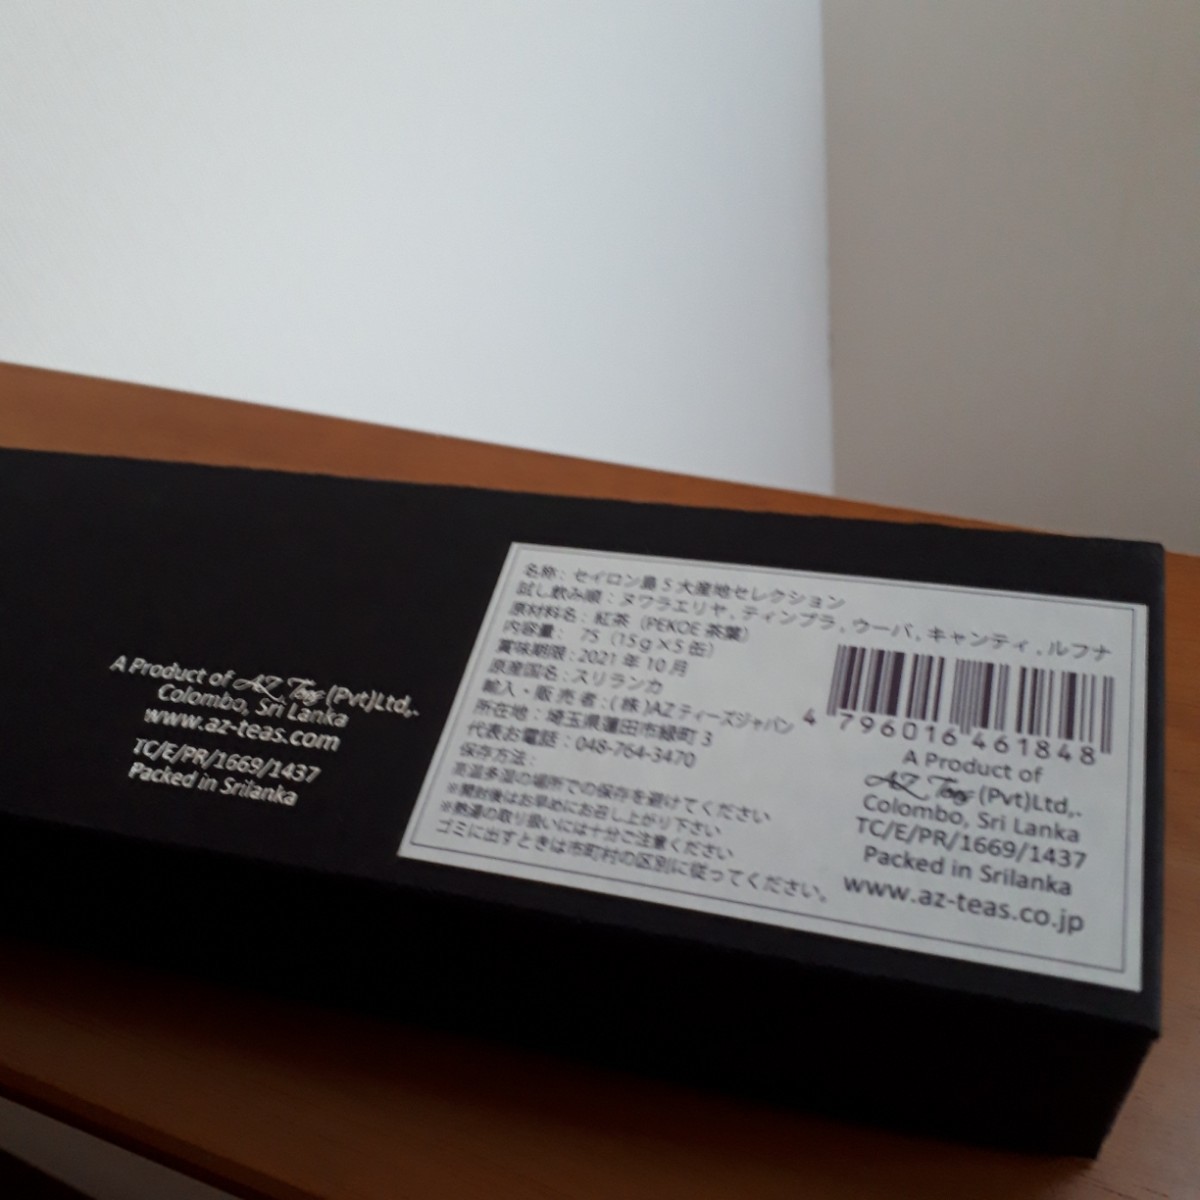 A Product of AZ Teas (Pvt)Ltd,.
Colombo, Sri Lanka
www.az-teas.com
TC/E/PR/1669/1437
Packed in Srilanka
名称：セイロン島５大産地セレクション
試し飲み順：ヌワラエリヤ、ティンブラ、ウーバ、キャンディ、ルフナ
原材料名：紅茶（PEKOE 茶葉）
内容量： 75（15ｇ×5 缶）
賞味期限：2021 年 10 月
原産国名：スリランカ
輸入・販売者：(株)AZティーズジャパン
所在地：埼玉県蓮田市緑町 3
代表お電話：048-764-3470
保存方法：
高温多湿の場所での保存を避けてください
※開封後はお早めにお召し上がり下さい
※熱湯の取り扱いには十分ご注意ください
ゴミに出すときは市町村の区別に従ってください。
4 796016 461848
A Product of
AZ Teas (Pvt)Ltd,.
Colombo, Sri Lanka
TC/E/PR/1669/1437
Packed in Srilanka
www.az-teas.co.jp